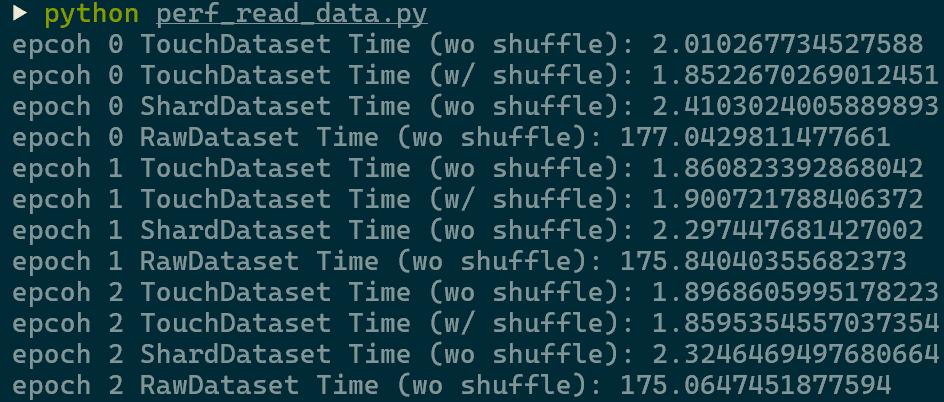 ▶ python perf_read_data.py
epcoh 0 TouchDataset Time (wo shuffle): 2.010267734527588
epcoh 0 TouchDataset Time (w/ shuffle): 1.8522670269012451
epoch 0 ShardDataset Time (wo shuffle): 2.4103024005889893
epoch 0 RawDataset Time (wo shuffle): 177.0429811477661
epcoh 1 TouchDataset Time (wo shuffle): 1.860823392868042
epcoh 1 TouchDataset Time (w/ shuffle): 1.900721788406372
epoch 1 ShardDataset Time (wo shuffle): 2.297447681427002
epoch 1 RawDataset Time (wo shuffle): 175.84040355682373
epcoh 2 TouchDataset Time (wo shuffle): 1.8968605995178223
epcoh 2 TouchDataset Time (w/ shuffle): 1.8595354557037354
epoch 2 ShardDataset Time (wo shuffle): 2.3246469497680664
epoch 2 RawDataset Time (wo shuffle): 175.0647451877594